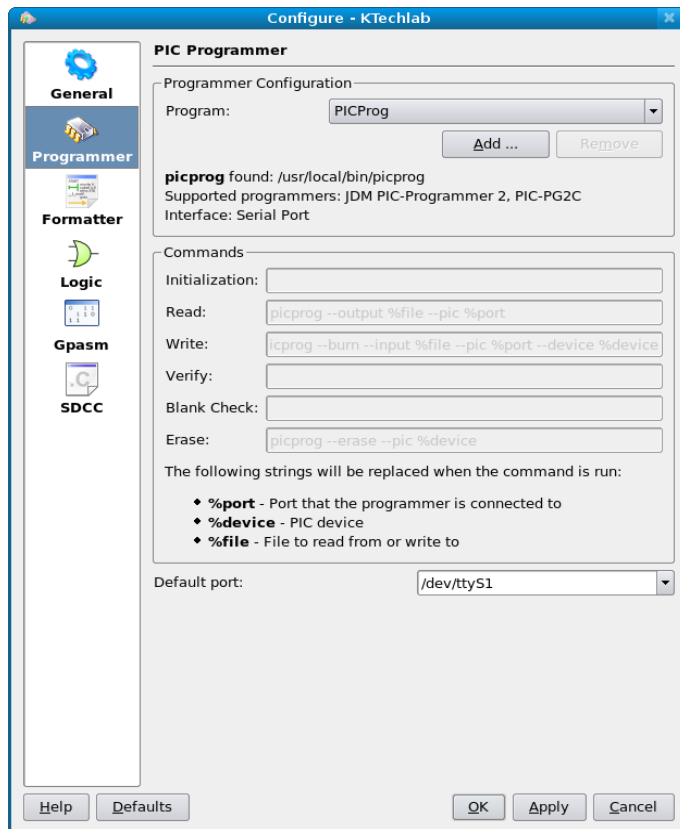 Configure - KTechlab
General
Programmer
Formatter
Logic
Gpasm
SDCC
PIC Programmer
Programmer Configuration
Program: PICProg
Add ... Remove
picprog found: /usr/local/bin/picprog
Supported programmers: JDM PIC-Programmer 2, PIC-PG2C
Interface: Serial Port
Commands
Initialization:
Read: picprog --output %file --pic %port
Write: icprog --burn --input %file --pic %port --device %device
Verify:
Blank Check:
Erase: picprog --erase --pic %device
The following strings will be replaced when the command is run:
%port - Port that the programmer is connected to
%device - PIC device
%file - File to read from or write to
Default port: /dev/ttyS1
Help Defaults OK Apply Cancel